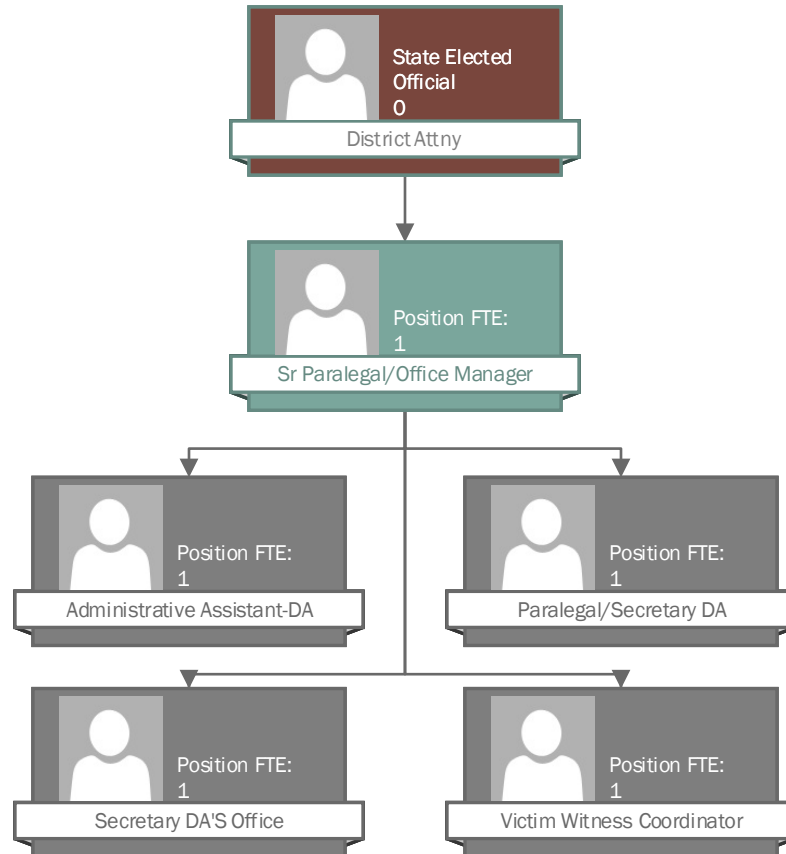 State Elected
Official
0
District Attny
Position FTE:
1
Sr Paralegal/Office Manager
Position FTE:
1
Administrative Assistant-DA
Position FTE:
1
Paralegal/Secretary DA
Position FTE:
1
Secretary DA'S Office
Position FTE:
1
Victim Witness Coordinator